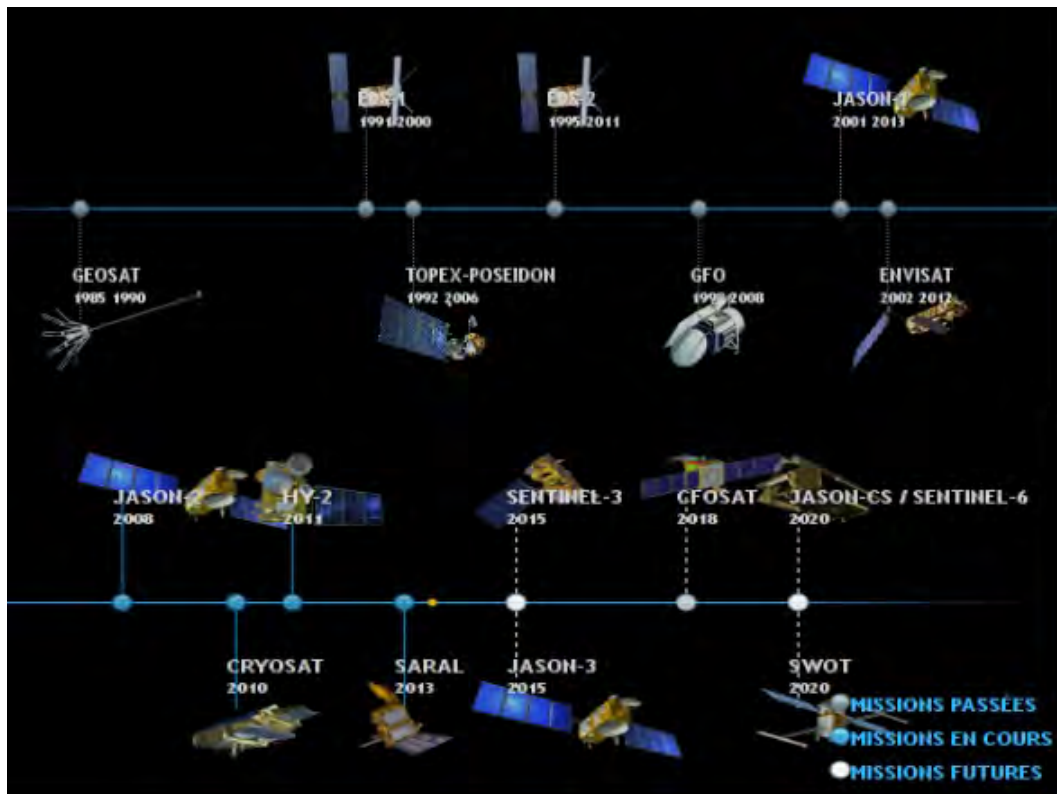 ERS-1
1991 2000
ERS-2
1995 2011
JASON-1
2001 2013
GEOSAT
1985 1990
TOPEX-POSEIDON
1992 2006
GFO
1998 2008
ENVISAT
2002 2012
JASON-2
2008
HY-2
2011
SENTINEL-3
2015
CFOSAT
2018
JASON-CS / SENTINEL-6
2020
CRYOSAT
2010
SARAL
2013
JASON-3
2015
SWOT
2020
MISSIONS PASSÉES
MISSIONS EN COURS
MISSIONS FUTURES